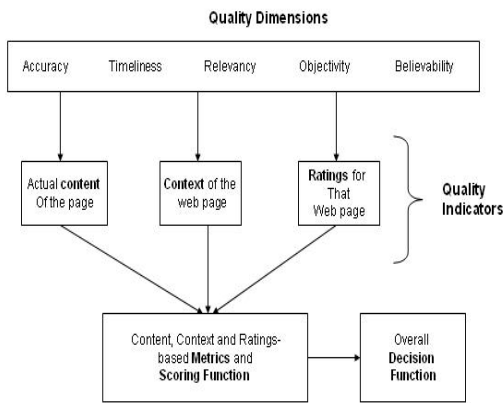 Quality Dimensions
Accuracy Timeliness Relevancy Objectivity Believability
Actual content
Of the page
Context of the
web page
Ratings for
That
Web page
Quality
Indicators
Content, Context and Ratings-
based Metrics and
Scoring Function
Overall
Decision
Function